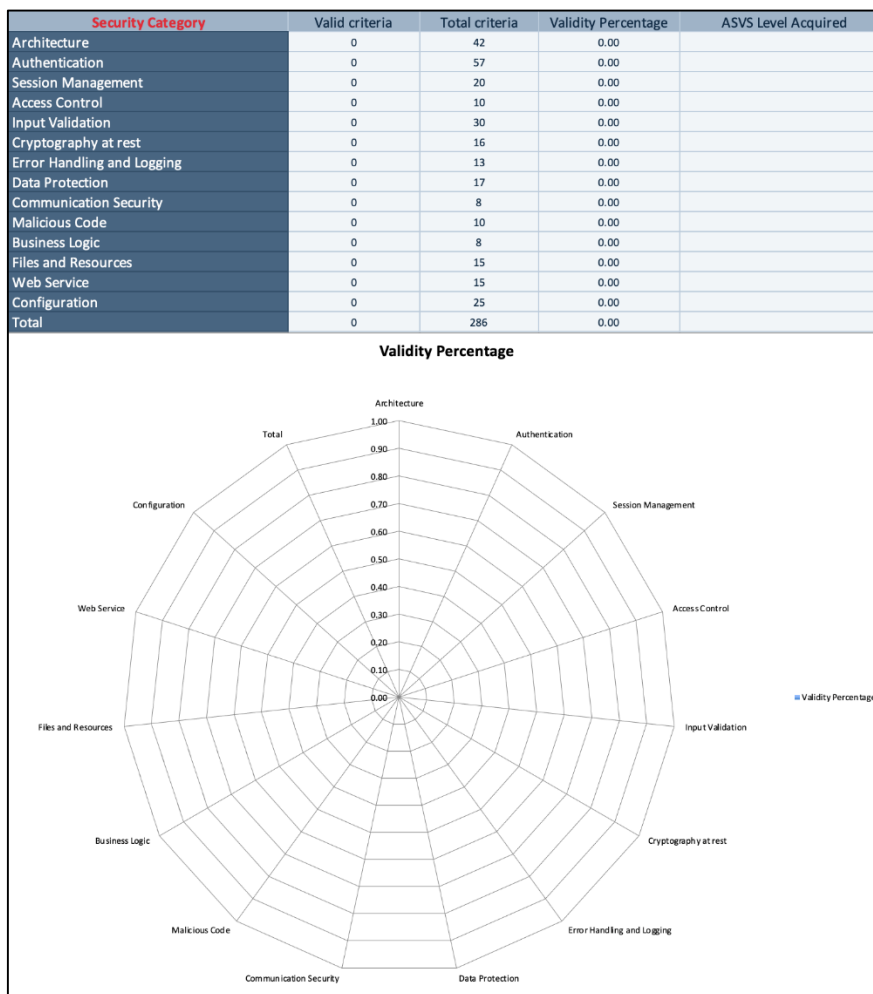 Security Category Valid criteria Total criteria Validity Percentage ASVS Level Acquired
Architecture 0 42 0.00
Authentication 0 57 0.00
Session Management 0 20 0.00
Access Control 0 10 0.00
Input Validation 0 30 0.00
Cryptography at rest 0 16 0.00
Error Handling and Logging 0 13 0.00
Data Protection 0 17 0.00
Communication Security 0 8 0.00
Malicious Code 0 10 0.00
Business Logic 0 8 0.00
Files and Resources 0 15 0.00
Web Service 0 15 0.00
Configuration 0 25 0.00
Total 0 286 0.00
Validity Percentage
Architecture
1.00
Total
Authentication
0.90
0.80
Configuration
Session Management
0.70
0.60
0.50
Web Service
Access Control
0.40
0.30
0.20
0.10
0.00
Validity Percentage
Files and Resources
Input Validation
Business Logic
Cryptography at rest
Malicious Code
Error Handling and Logging
Communication Security
Data Protection